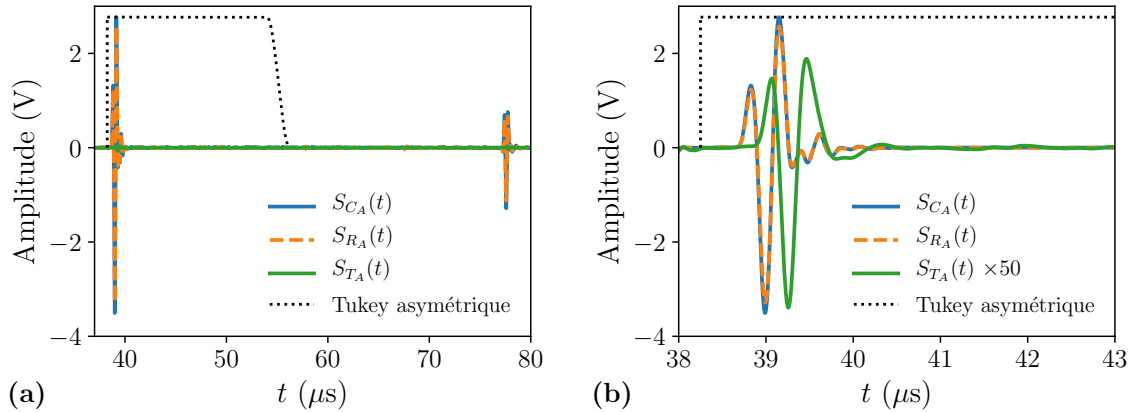 Amplitude (V)
2
0
−2
−4
40
50
60
70
80
t (μs)
S_{C_A}(t)
S_{R_A}(t)
S_{T_A}(t)
Tukey asymétrique
(a)
Amplitude (V)
2
0
−2
−4
38
39
40
41
42
43
t (μs)
S_{C_A}(t)
S_{R_A}(t)
S_{T_A}(t) ×50
Tukey asymétrique
(b)